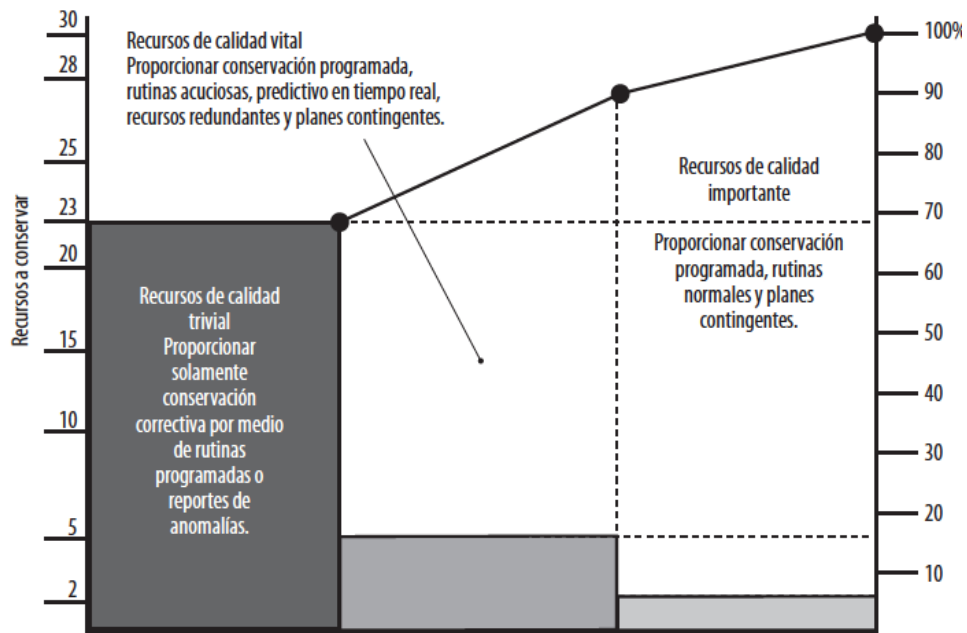 Recursos a conservar
30
28
25
23
20
15
10
5
2
Recursos de calidad vital
Proporcionar conservación programada,
rutinas acuciosas, predictivo en tiempo real,
recursos redundantes y planes contingentes.
Recursos de calidad
trivial
Proporcionar
solamente
conservación
correctiva por medio
de rutinas
programadas o
reportes de
anomalías.
Recursos de calidad
importante
Proporcionar conservación
programada, rutinas
normales y planes
contingentes.
100%
90
80
70
60
50
40
30
20
10